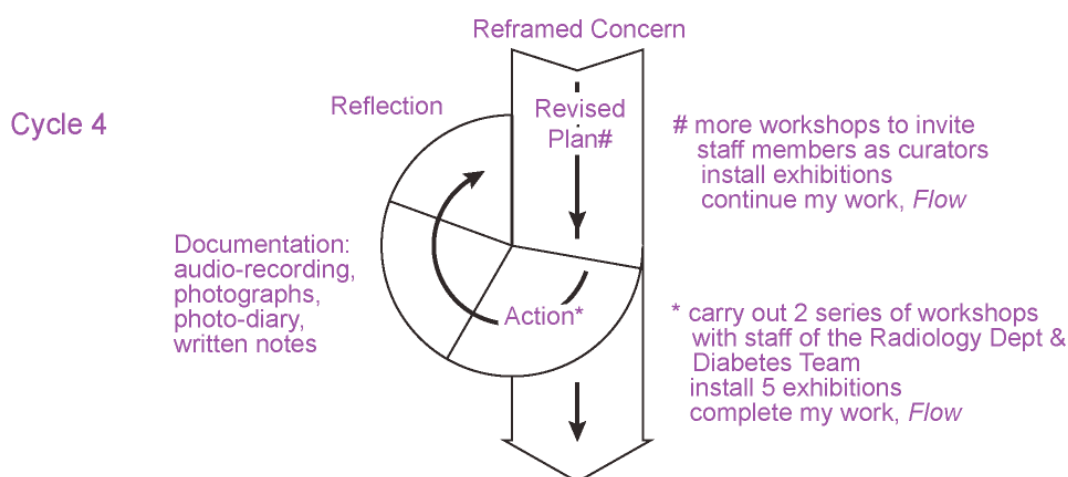 Reframed Concern
Cycle 4
Reflection
Revised
Plan#
# more workshops to invite
staff members as curators
install exhibitions
continue my work, Flow
Documentation:
audio-recording,
photographs,
photo-diary,
written notes
Action*
* carry out 2 series of workshops
with staff of the Radiology Dept &
Diabetes Team
install 5 exhibitions
complete my work, Flow